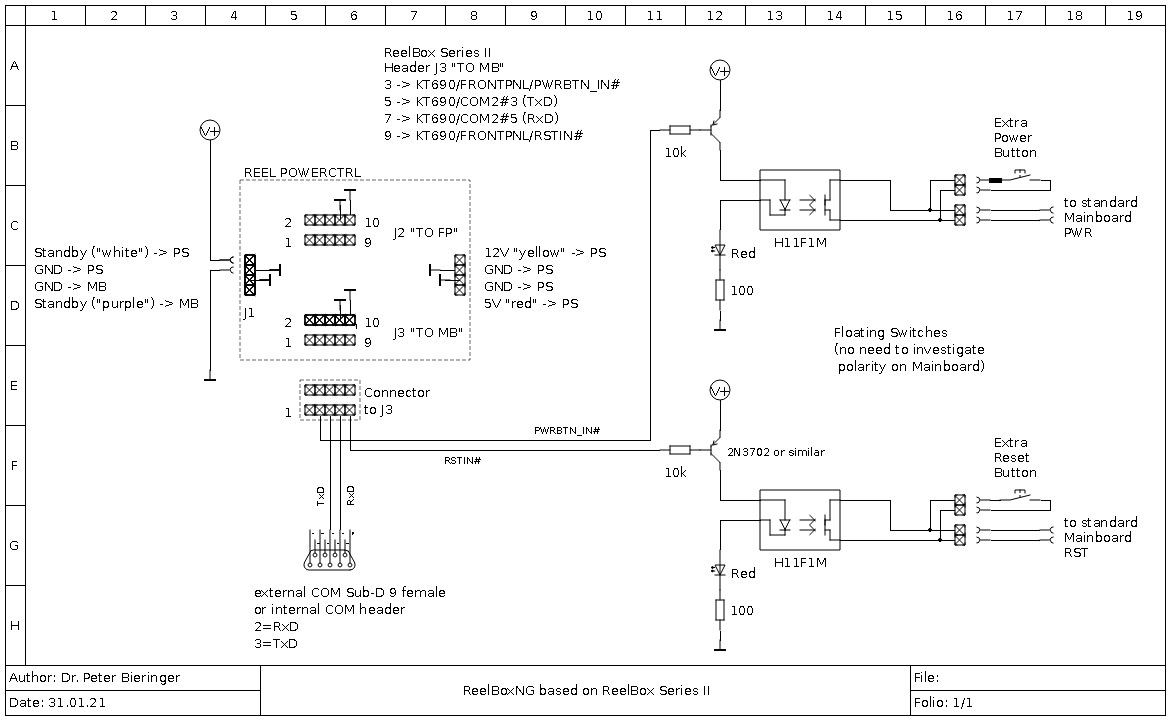 1 2 3 4 5 6 7 8 9 10 11 12 13 14 15 16 17 18 19
A
B
C
D
E
F
G
H
ReelBox Series II
Header J3 "TO MB"
3 -> KT690/FRONTPNL/PWRBTN_IN#
5 -> KT690/COM2#3 (TxD)
7 -> KT690/COM2#5 (RxD)
9 -> KT690/FRONTPNL/RSTIN#
V+
REEL POWERCTRL
2 10
J2 "TO FP"
1 9
Standby ("white") -> PS
GND -> PS
GND -> MB
Standby ("purple") -> MB
J1
12V "yellow" -> PS
GND -> PS
GND -> PS
5V "red" -> PS
2 10
J3 "TO MB"
1 9
Connector
to J3
1
PWRBTN_IN#
RSTIN#
TxD
RxD
external COM Sub-D 9 female
or internal COM header
2=RxD
3=TxD
V+
10k
H11F1M
Red
100
Extra
Power
Button
to standard
Mainboard
PWR
Floating Switches
(no need to investigate
polarity on Mainboard)
V+
2N3702 or similar
10k
H11F1M
Red
100
Extra
Reset
Button
to standard
Mainboard
RST
Author: Dr. Peter Bieringer
Date: 31.01.21
ReelBoxNG based on ReelBox Series II
File:
Folio: 1/1